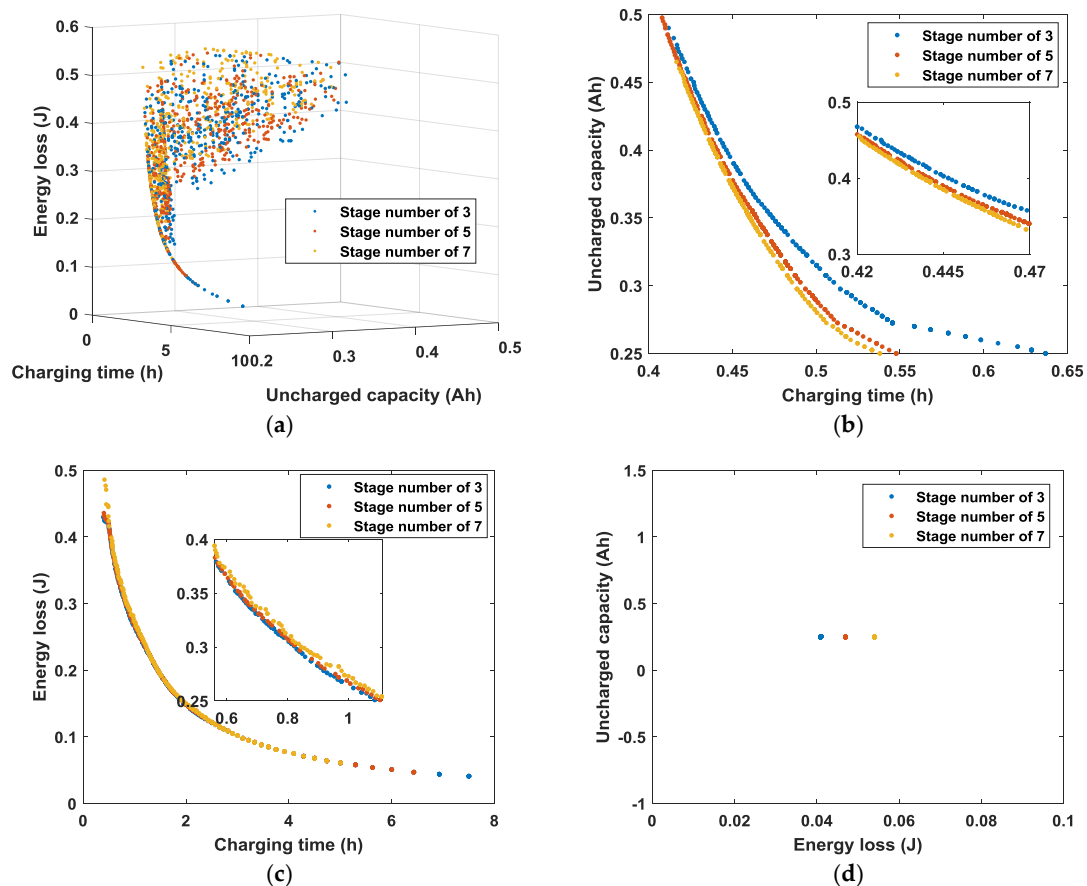 0.6
0.5
0.4
0.3
0.2
0.1
0
Energy loss (J)
Stage number of 3
Stage number of 5
Stage number of 7
0
5
10
0.2
0.3
0.4
0.5
Charging time (h)
Uncharged capacity (Ah)
(a)
0.5
0.45
0.4
0.35
0.3
0.25
Uncharged capacity (Ah)
Stage number of 3
Stage number of 5
Stage number of 7
0.5
0.4
0.3
0.42
0.445
0.47
0.4
0.45
0.5
0.55
0.6
0.65
Charging time (h)
(b)
0.5
0.4
0.3
0.2
0.1
0
Energy loss (J)
Stage number of 3
Stage number of 5
Stage number of 7
0.4
0.35
0.3
0.25
0.6
0.8
1
0
2
4
6
8
Charging time (h)
(c)
1.5
1
0.5
0
-0.5
-1
Uncharged capacity (Ah)
Stage number of 3
Stage number of 5
Stage number of 7
0
0.02
0.04
0.06
0.08
0.1
Energy loss (J)
(d)